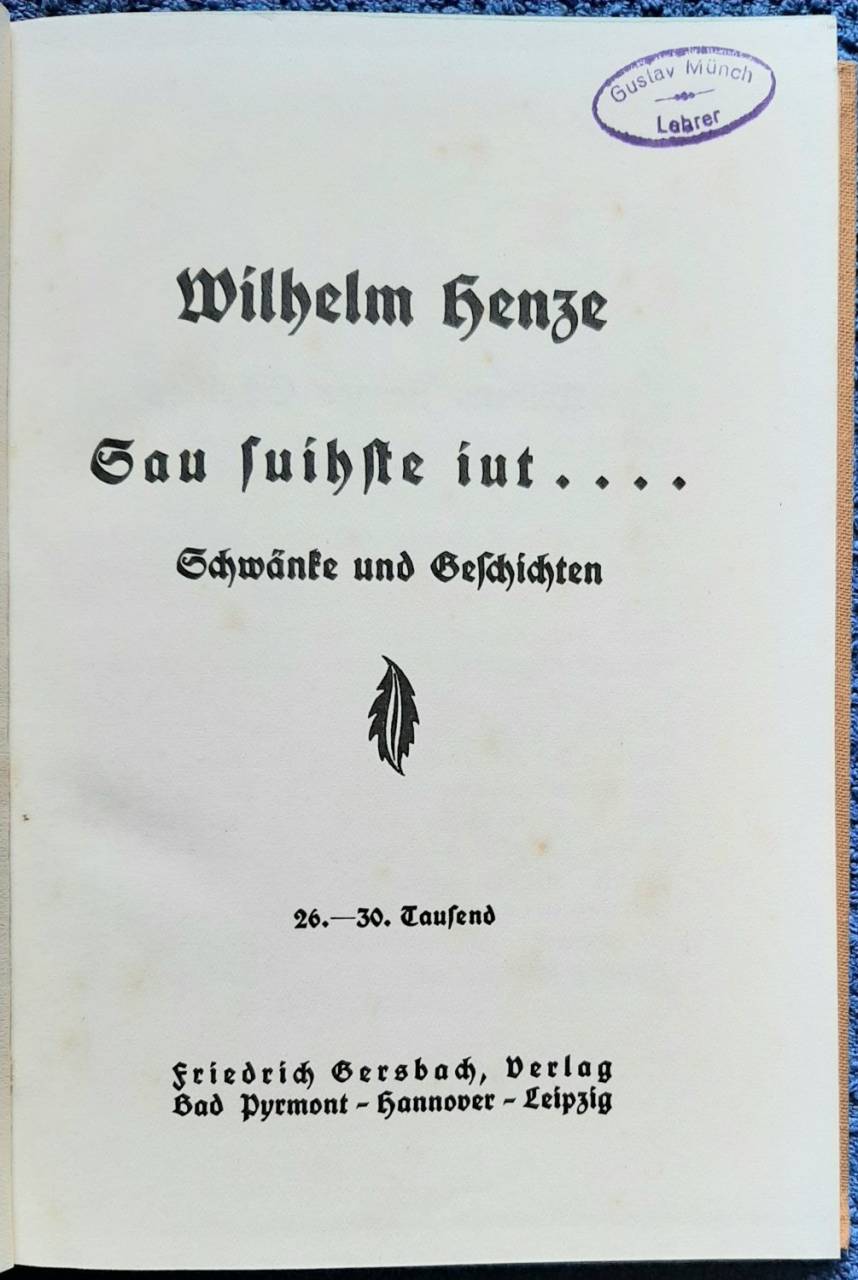 Gustav Münch
Lehrer
Wilhelm Henze
Sau suihste iut....
Schwänke und Geschichten
26.—30. Tausend
Friedrich Gersbach, Verlag
Bad Pyrmont - Hannover - Leipzig